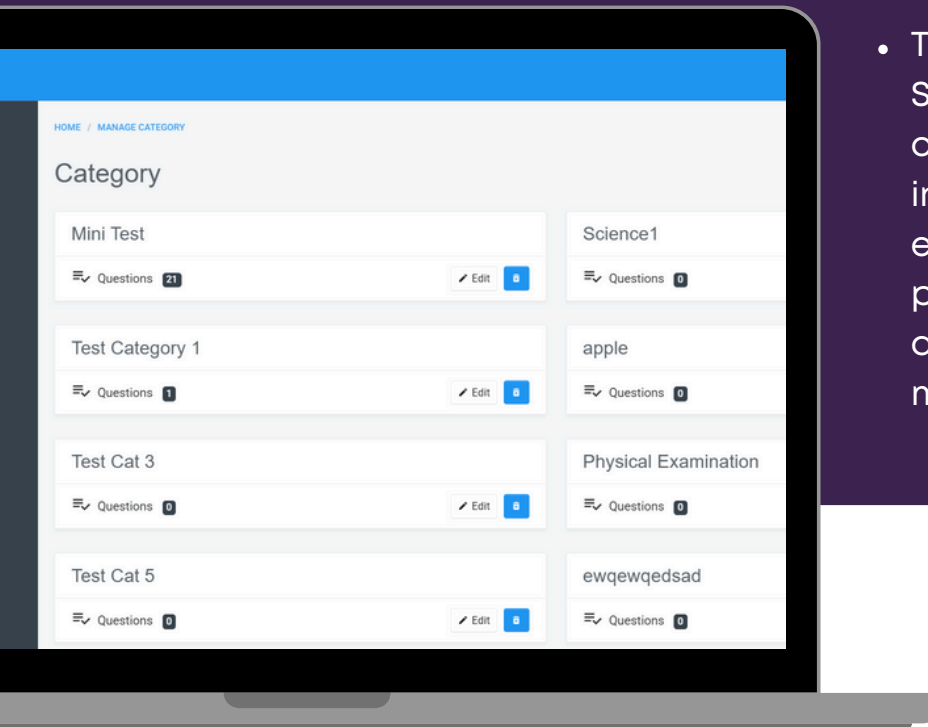 HOME / MANAGE CATEGORY
Category
Mini Test
Questions 21
Edit
Science1
Questions 0
Test Category 1
Questions 1
Edit
apple
Questions 0
Test Cat 3
Questions 0
Edit
Physical Examination
Questions 0
Test Cat 5
Questions 0
Edit
ewqewqedsad
Questions 0